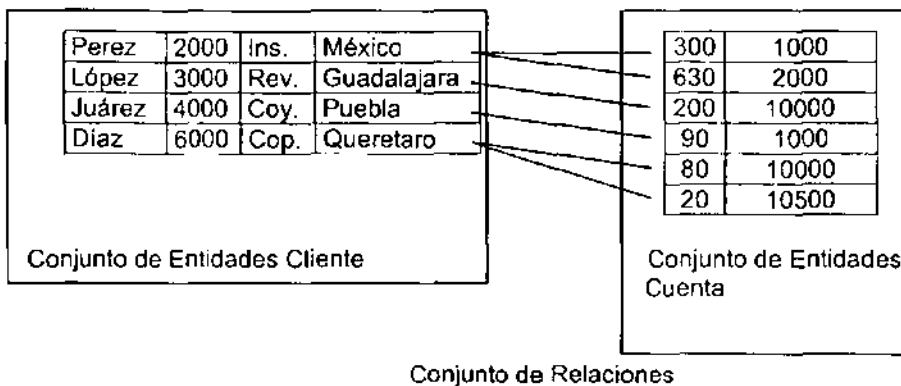 Perez 2000 Ins. México
López 3000 Rev. Guadalajara
Juárez 4000 Coy. Puebla
Díaz 6000 Cop. Queretaro
Conjunto de Entidades Cliente
300 1000
630 2000
200 10000
90 1000
80 10000
20 10500
Conjunto de Entidades
Cuenta
Conjunto de Relaciones